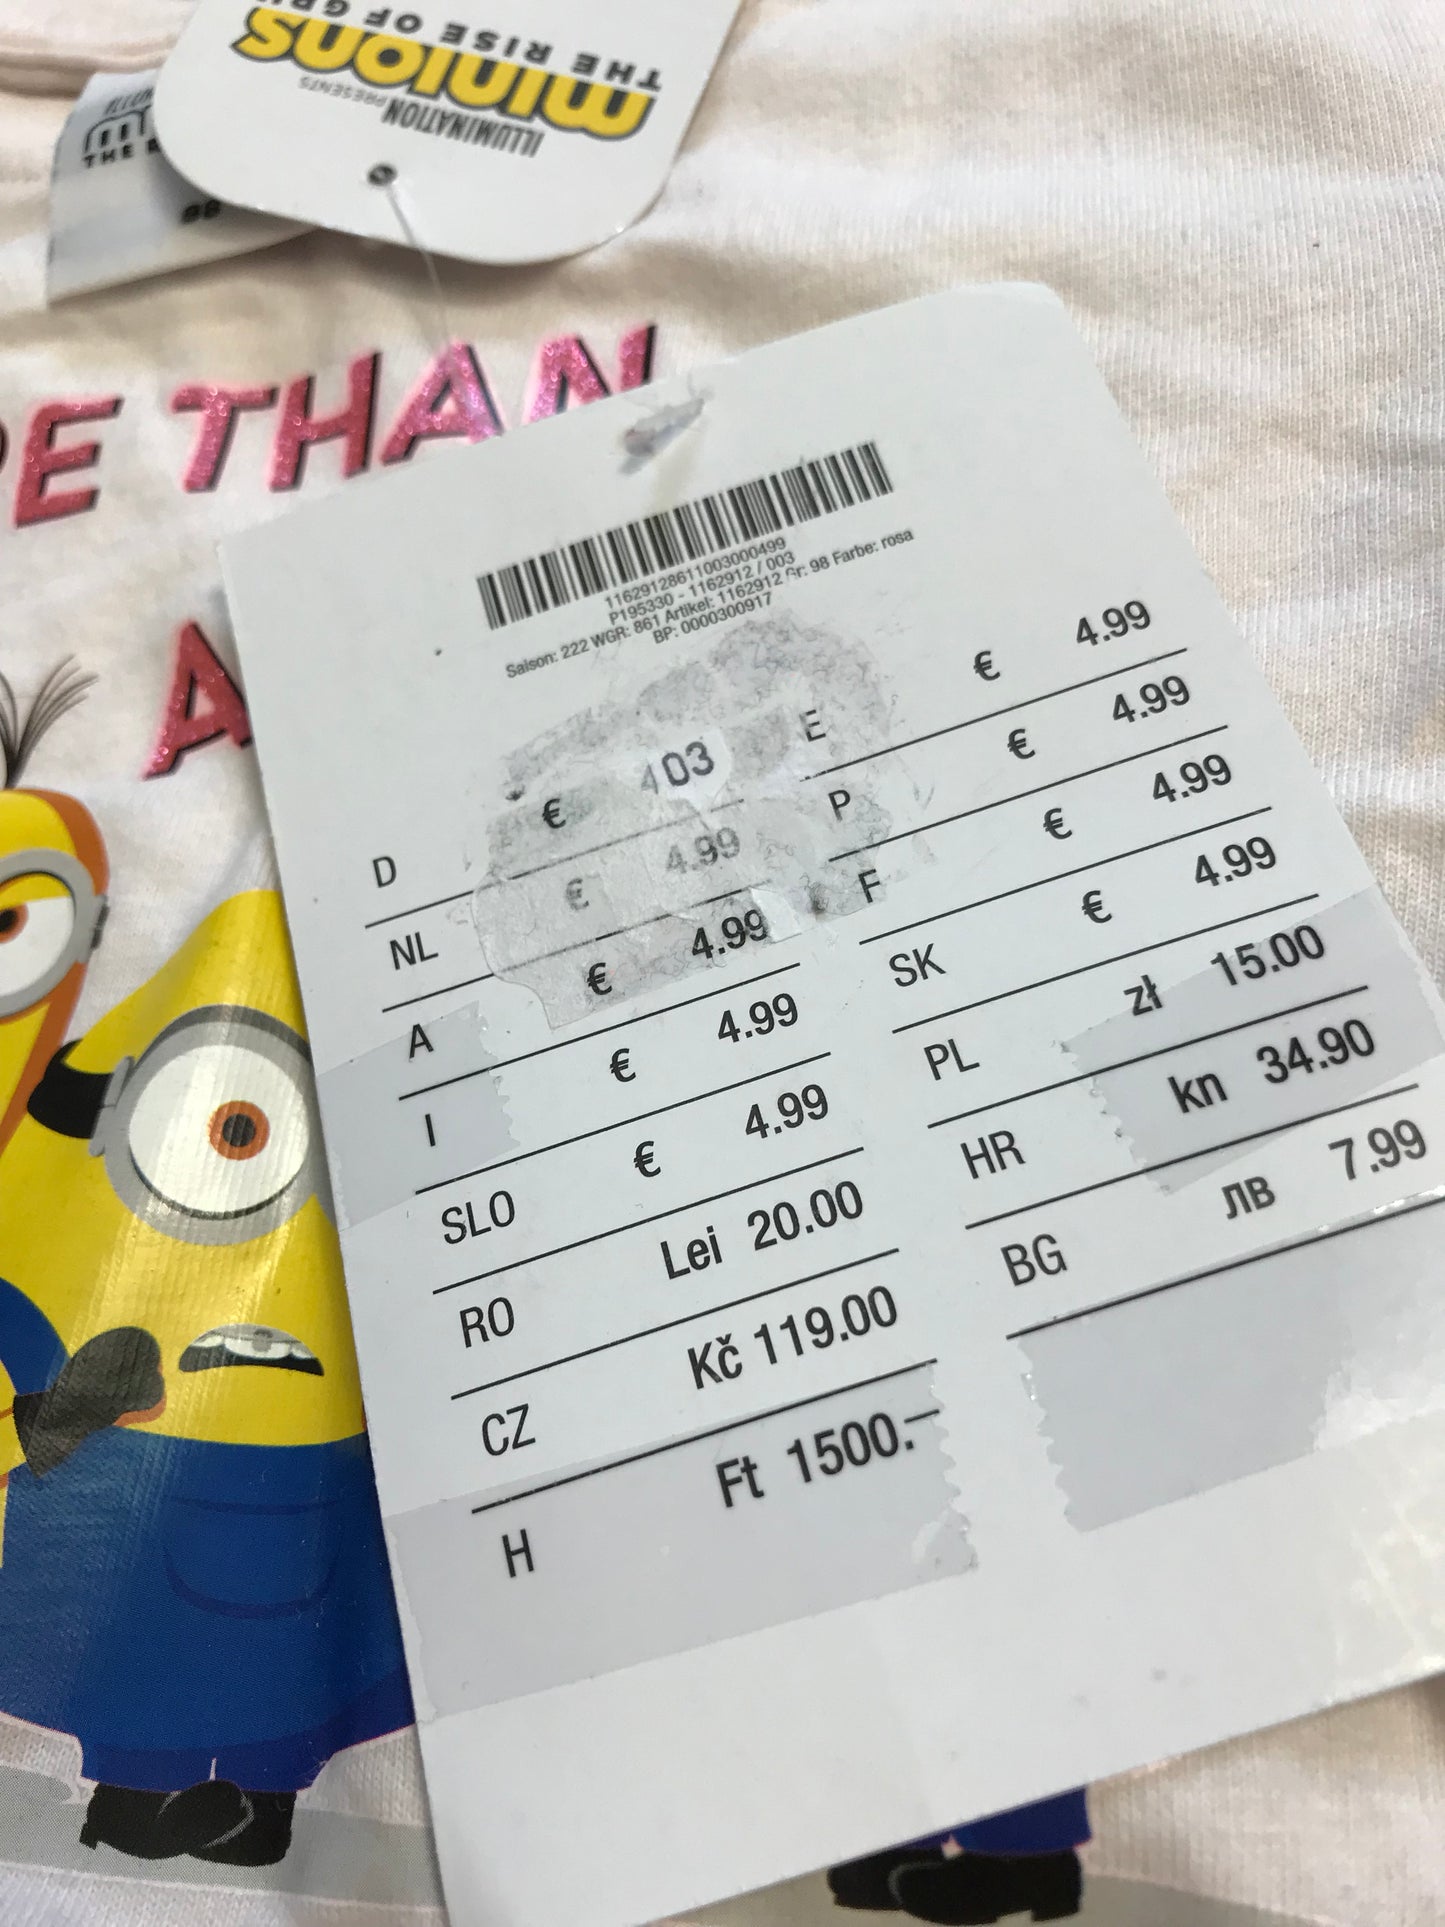 minions
THE RISE OF
ILLUMINATION
PRESENTS
THE
98
THAN
A
11629128611003000499
P195330 - 1162912 / 003
Saison: 222 WGR: 861 Artikel: 1162912 Gr: 98 Farbe: rosa
BP: 0000300917
D € 403
NL € 4.99
A € 4.99
I € 4.99
SLO € 4.99
RO Lei 20.00
CZ Kč 119.00
H Ft 1500.–
E € 4.99
P € 4.99
F € 4.99
SK € 4.99
PL zł 15.00
HR kn 34.90
BG лв 7.99